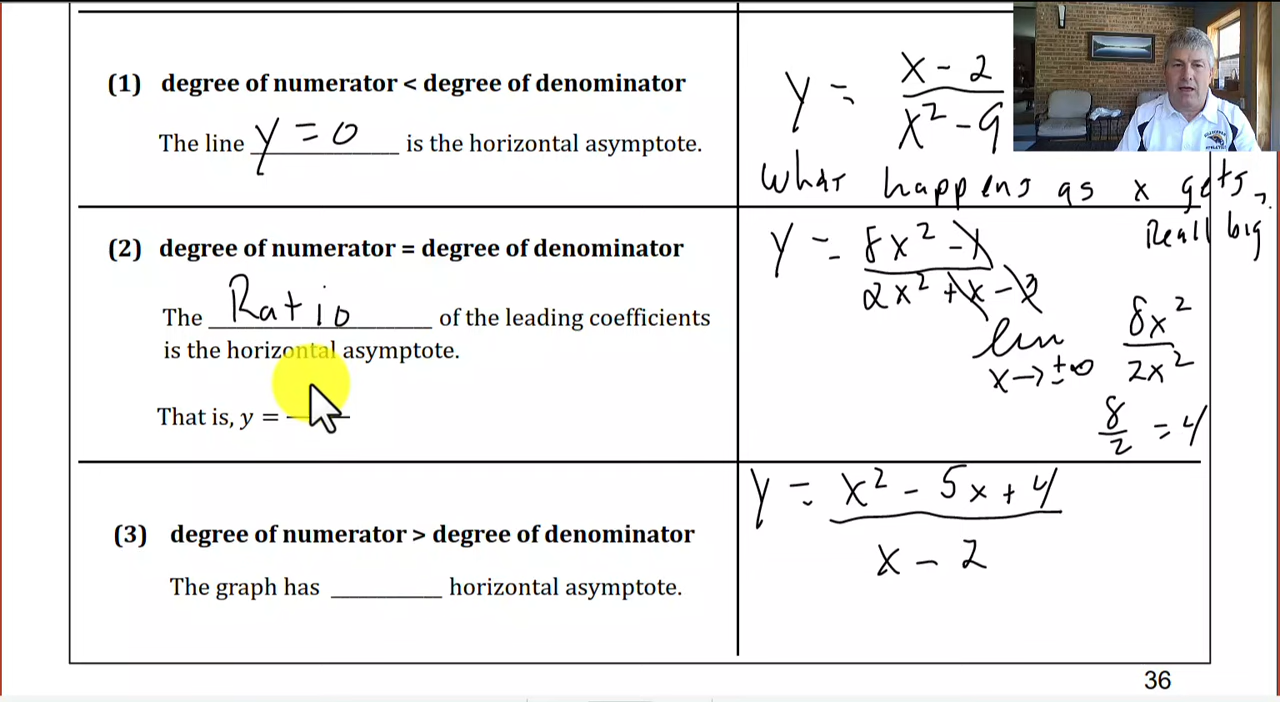 (1) degree of numerator < degree of denominator
The line y = 0 is the horizontal asymptote.
y = x - 2 / x² - 9
What happens as x gets
Reall big
(2) degree of numerator = degree of denominator
The Ratio of the leading coefficients
is the horizontal asymptote.
That is, y =
y = 8x² - x / 2x² + x - 2
lim x→±∞ 8x² / 2x²
8/2 = 4
(3) degree of numerator > degree of denominator
The graph has ________ horizontal asymptote.
y = x² - 5x + 4 / x - 2
36